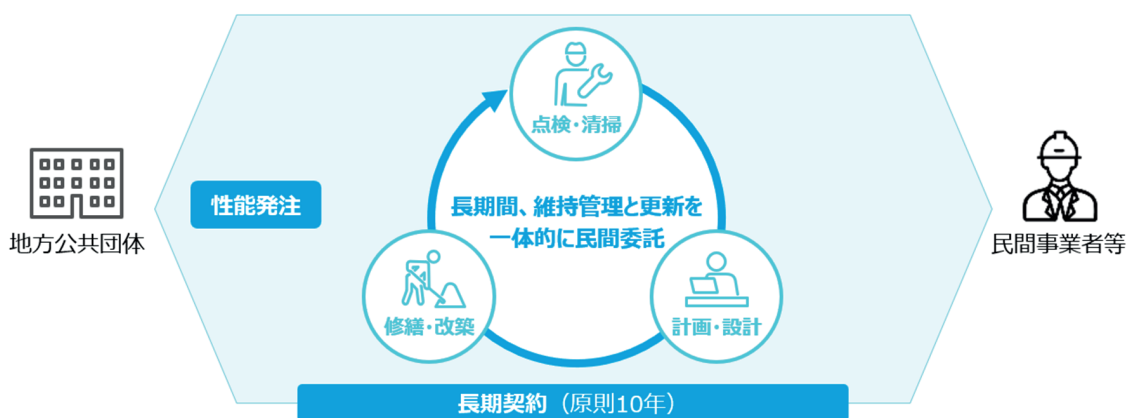 点検・清掃
性能発注
長期間、維持管理と更新を
一体的に民間委託
地方公共団体
民間事業者等
修繕・改築
計画・設計
長期契約（原則10年）